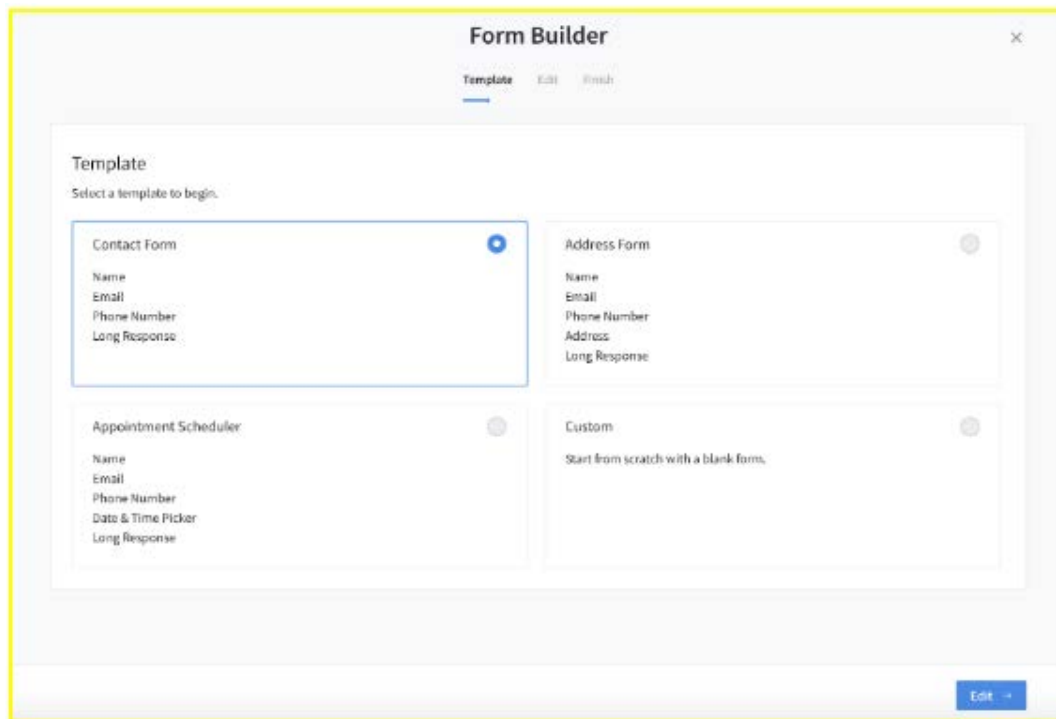 Form Builder
×
Template Edit Finish
Template
Select a template to begin.
Contact Form
Name
Email
Phone Number
Long Response
Address Form
Name
Email
Phone Number
Address
Long Response
Appointment Scheduler
Name
Email
Phone Number
Date & Time Picker
Long Response
Custom
Start from scratch with a blank form.
Edit →